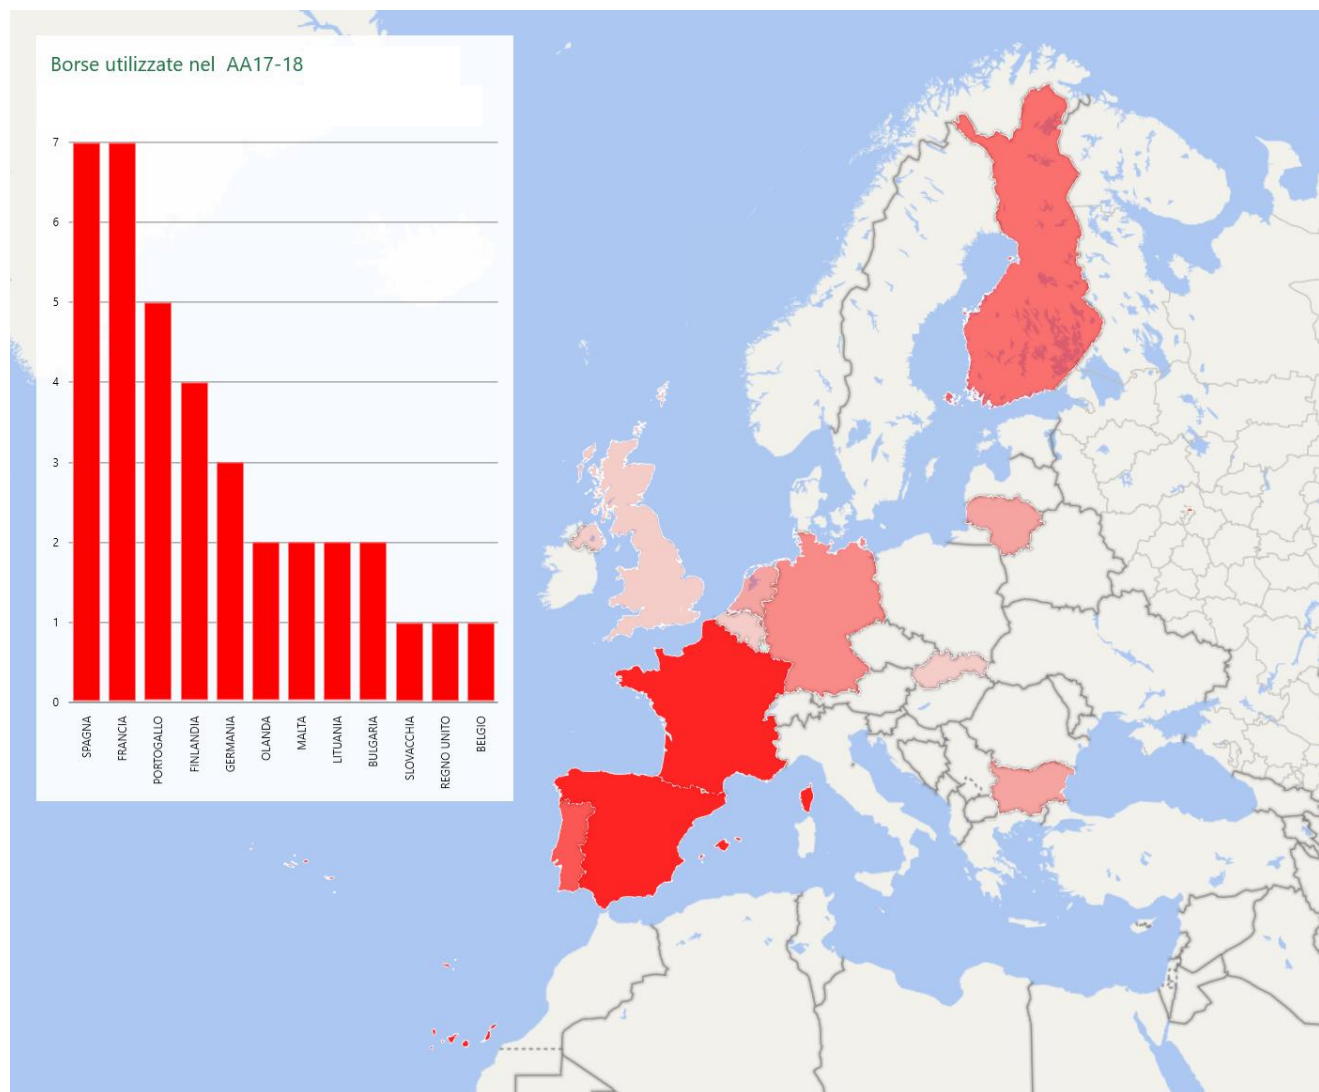 Borse utilizzate nel  AA17-18
7
6
5
4
3
2
1
0
SPAGNA
FRANCIA
PORTOGALLO
FINLANDIA
GERMANIA
OLANDA
MALTA
LITUANIA
BULGARIA
SLOVACCHIA
REGNO UNITO
BELGIO